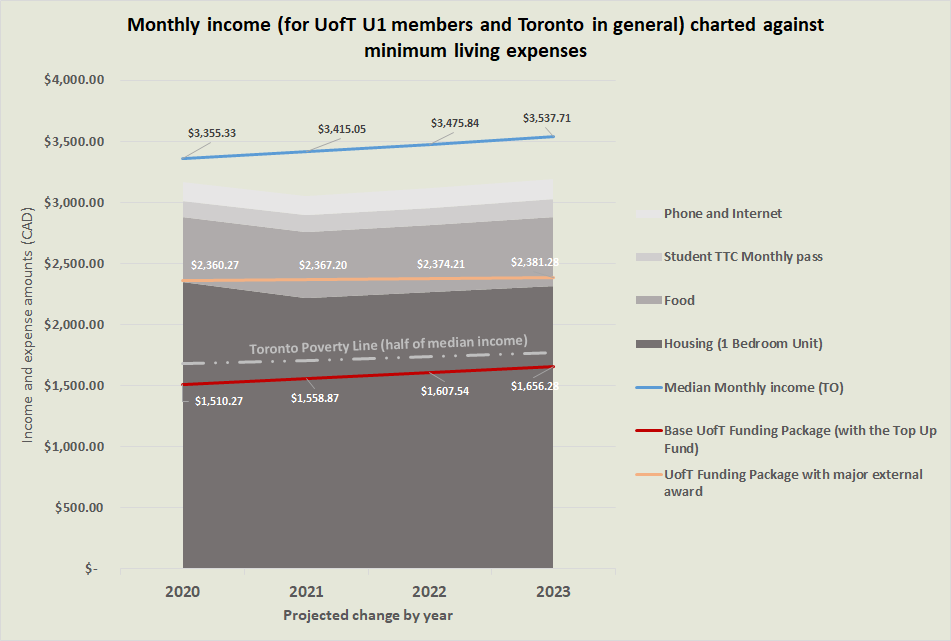 Monthly income (for UofT U1 members and Toronto in general) charted against
minimum living expenses
$4,000.00
$3,500.00
$3,000.00
$2,500.00
$2,000.00
$1,500.00
$1,000.00
$500.00
$-
Income and expense amounts (CAD)
$3,355.33
$3,415.05
$3,475.84
$3,537.71
$2,360.27
$2,367.20
$2,374.21
$2,381.28
Toronto Poverty Line (half of median income)
$1,510.27
$1,558.87
$1,607.54
$1,656.28
2020
2021
2022
2023
Projected change by year
Phone and Internet
Student TTC Monthly pass
Food
Housing (1 Bedroom Unit)
Median Monthly income (TO)
Base UofT Funding Package (with the Top Up
Fund)
UofT Funding Package with major external
award